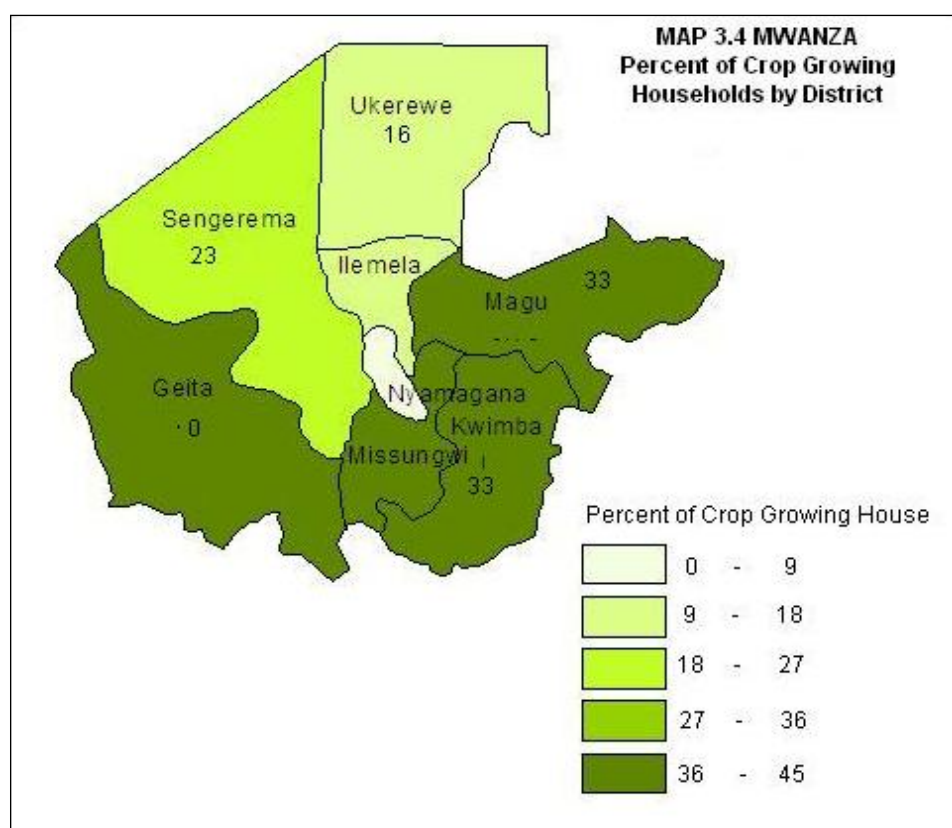 MAP 3.4 MWANZA
Percent of Crop Growing
Households by District
Ukerewe
16
Sengerema
23
Ilemela
33
Magu
Geita
0
Nyamagana
Kwimba
Missungwi
33
Percent of Crop Growing House
0 - 9
9 - 18
18 - 27
27 - 36
36 - 45